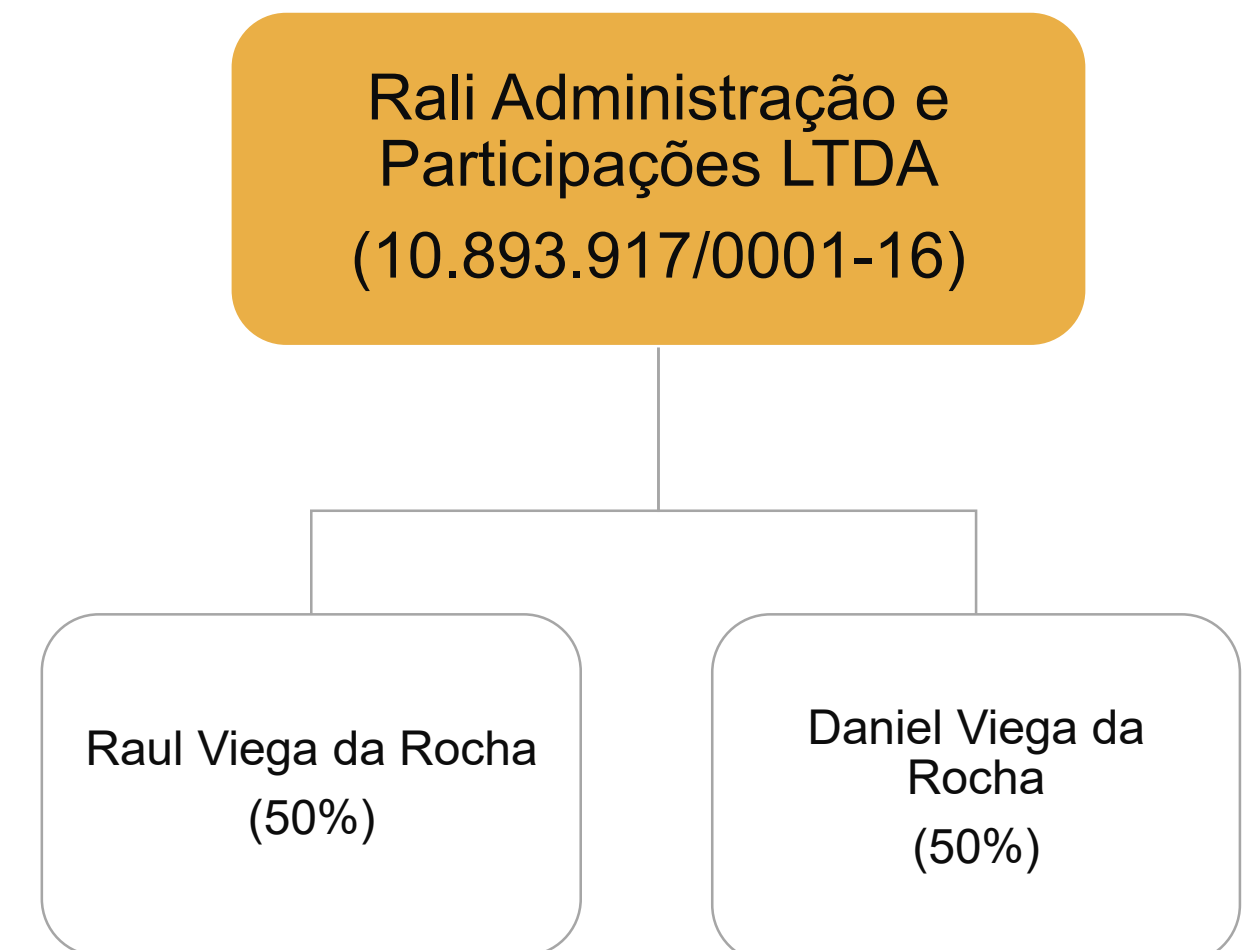 Rali Administração e
Participações LTDA
(10.893.917/0001-16)
Raul Viega da Rocha
(50%)
Daniel Viega da
Rocha
(50%)